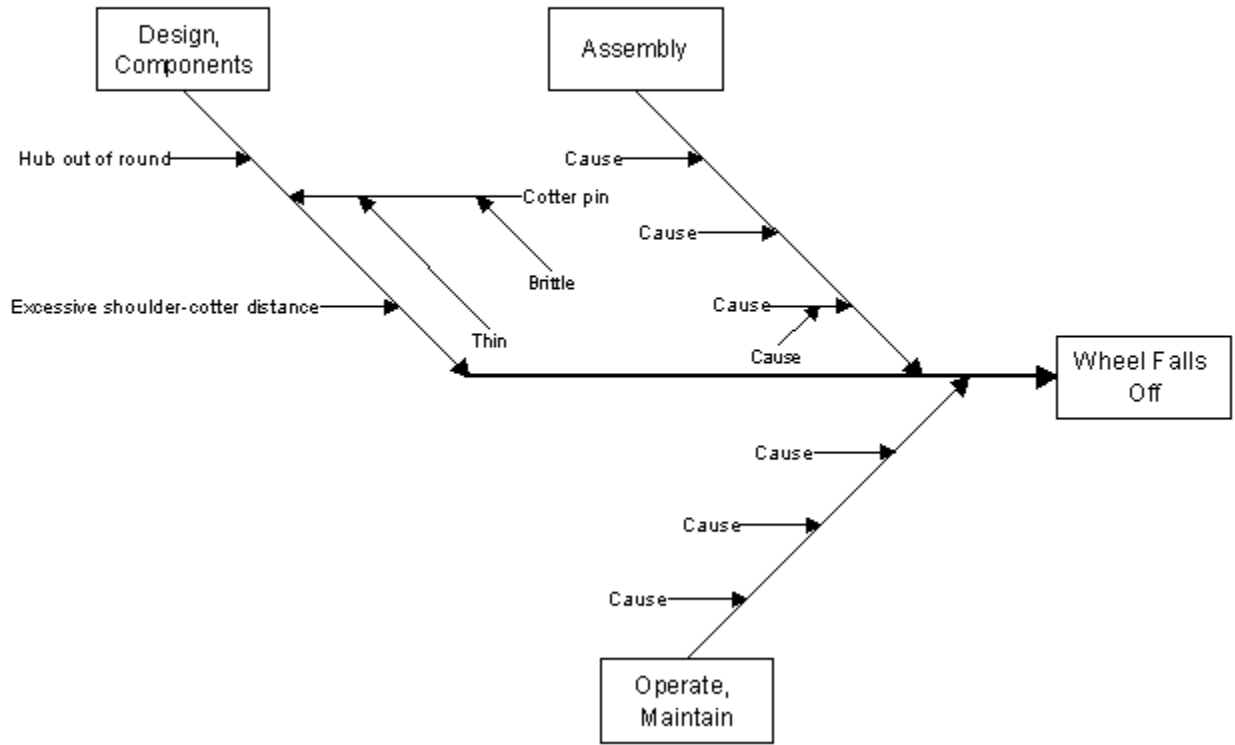 Design,
Components
Assembly
Hub out of round
Cause
Cotter pin
Cause
Brittle
Excessive shoulder-cotter distance
Cause
Thin
Cause
Wheel Falls
Off
Cause
Cause
Cause
Operate,
Maintain